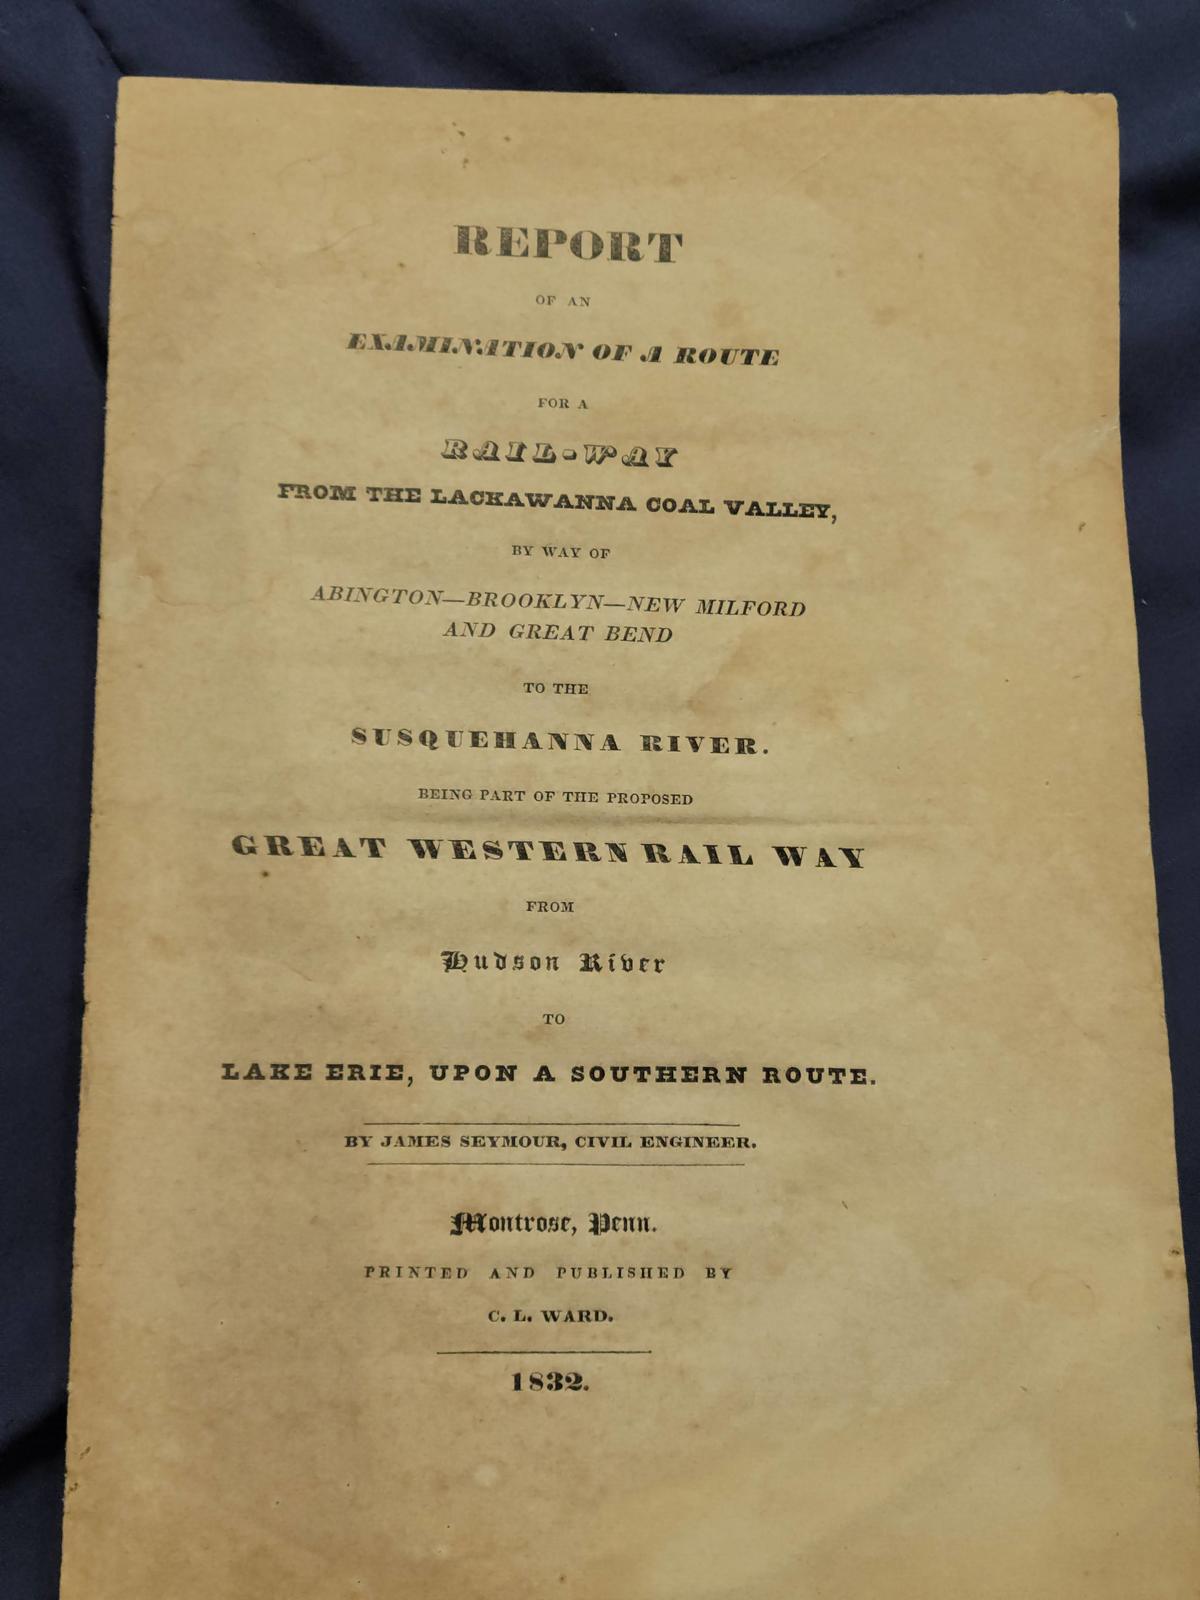 REPORT
OF AN
EXAMINATION OF A ROUTE
FOR A
RAIL-WAY
FROM THE LACKAWANNA COAL VALLEY,
BY WAY OF
ABINGTON—BROOKLYN—NEW MILFORD
AND GREAT BEND
TO THE
SUSQUEHANNA RIVER.
BEING PART OF THE PROPOSED
GREAT WESTERN RAIL WAY
FROM
Hudson River
TO
LAKE ERIE, UPON A SOUTHERN ROUTE.
BY JAMES SEYMOUR, CIVIL ENGINEER.
Montrose, Penn.
PRINTED AND PUBLISHED BY
C. L. WARD.
1832.